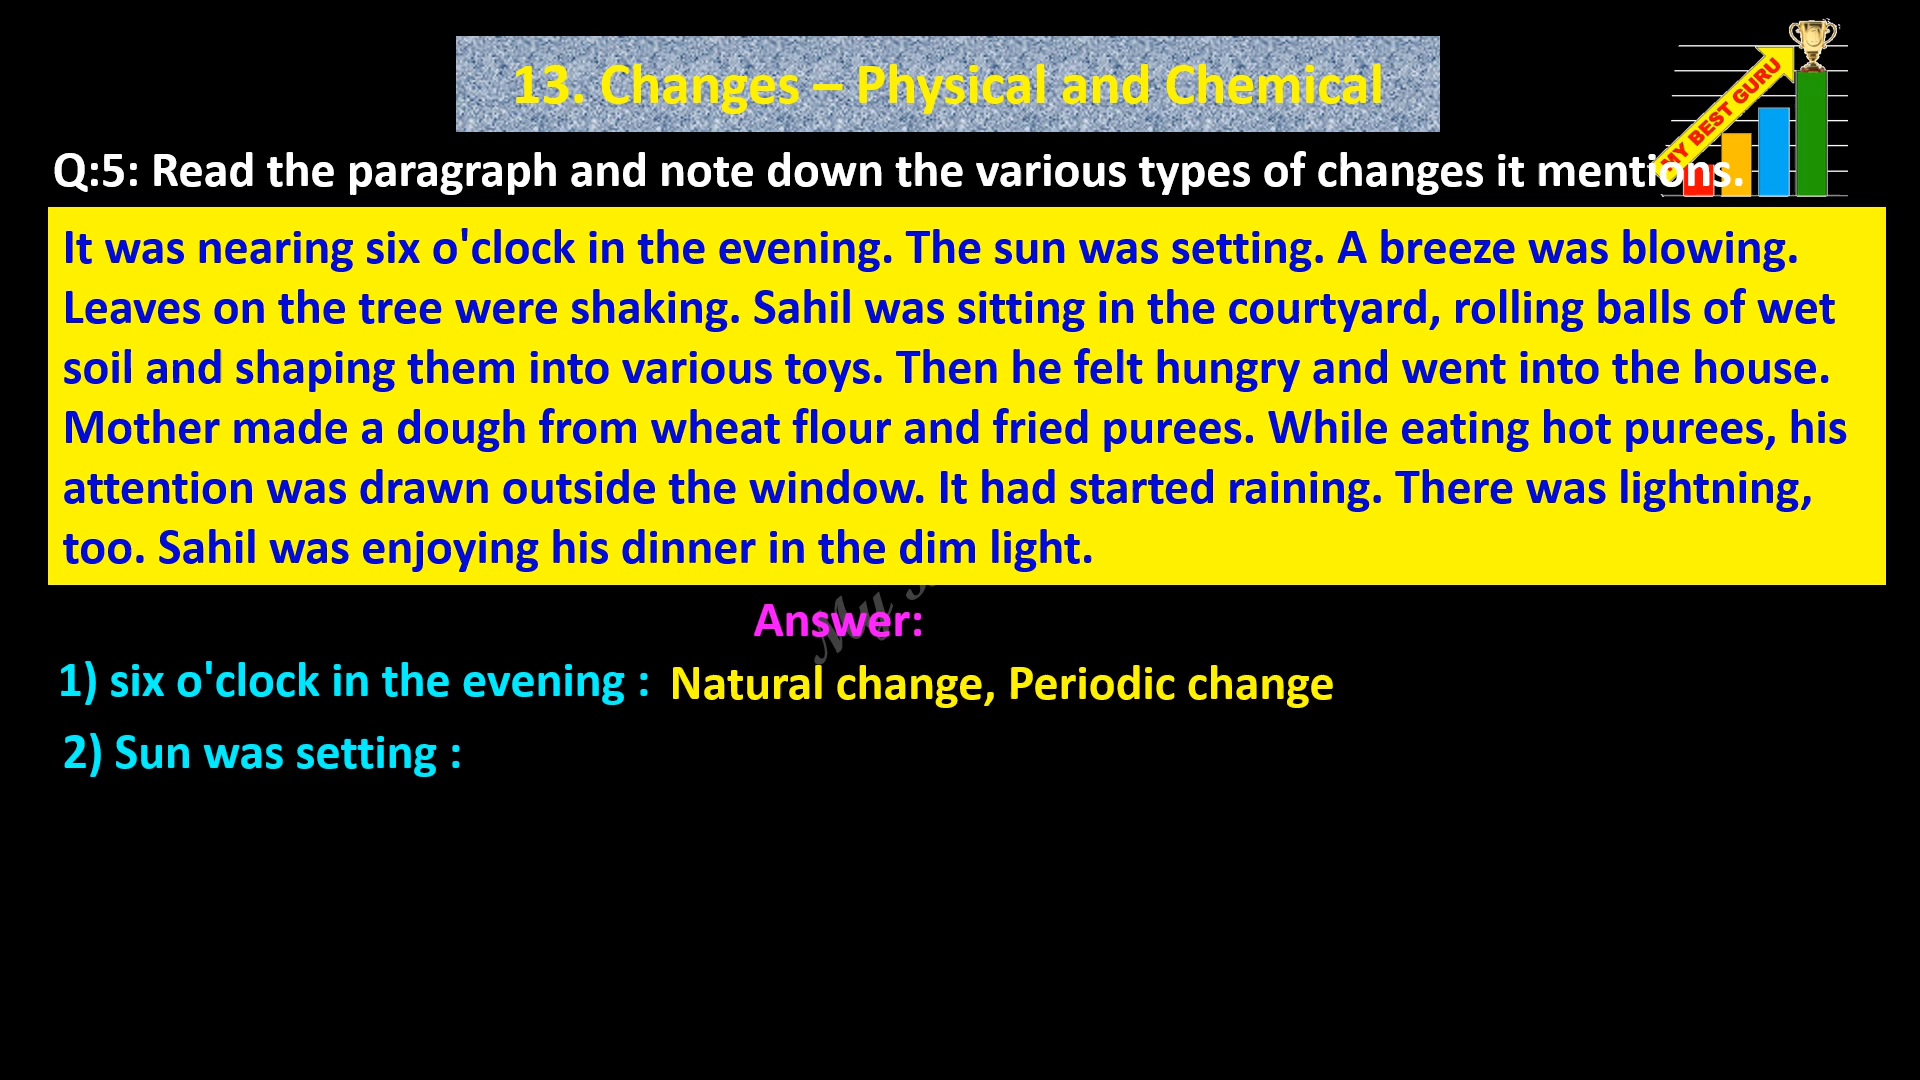 13. Changes – Physical and Chemical
MY BEST GURU
Q:5: Read the paragraph and note down the various types of changes it mentions.
It was nearing six o'clock in the evening. The sun was setting. A breeze was blowing.
Leaves on the tree were shaking. Sahil was sitting in the courtyard, rolling balls of wet
soil and shaping them into various toys. Then he felt hungry and went into the house.
Mother made a dough from wheat flour and fried purees. While eating hot purees, his
attention was drawn outside the window. It had started raining. There was lightning,
too. Sahil was enjoying his dinner in the dim light.
My
Answer:
1) six o'clock in the evening : Natural change, Periodic change
2) Sun was setting :